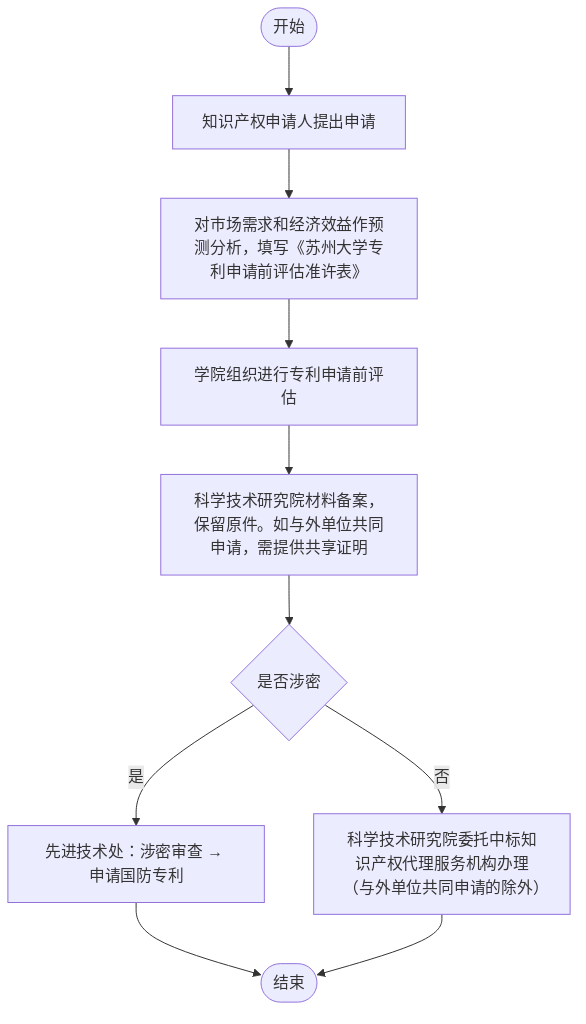 开始
知识产权申请人提出申请
对市场需求和经济效益作预
测分析，填写《苏州大学专
利申请前评估准许表》
学院组织进行专利申请前评
估
科学技术研究院材料备案，
保留原件。如与外单位共同
申请，需提供共享证明
是否涉密
是
否
先进技术处：涉密审查 →
申请国防专利
科学技术研究院委托中标知
识产权代理服务机构办理
（与外单位共同申请的除外）
结束